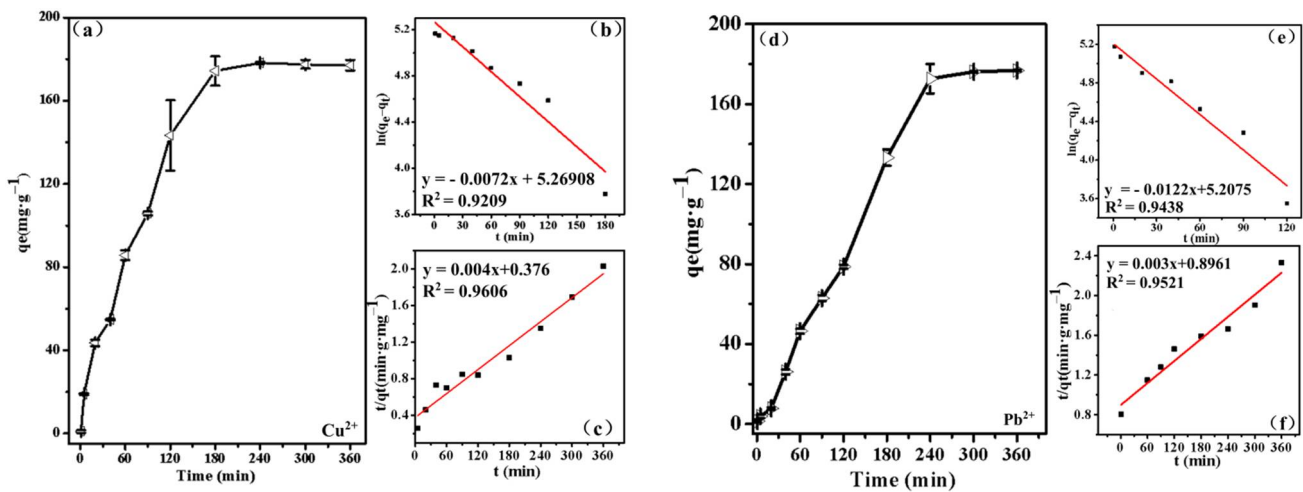 (a)
qe(mg·g⁻¹)
200
160
120
80
40
0
0 60 120 180 240 300 360
Time (min)
Cu²⁺
(b)
ln(qe-qt)
5.2
4.8
4.4
4.0
3.6
y = - 0.0072x + 5.26908
R² = 0.9209
0 30 60 90 120 150 180
t (min)
(c)
t/qt(min·g·mg⁻¹)
2.0
1.6
1.2
0.8
0.4
0.0
y = 0.004x+0.376
R² = 0.9606
0 60 120 180 240 300 360
t (min)
(d)
qe(mg·g⁻¹)
200
160
120
80
40
0
0 60 120 180 240 300 360
Time (min)
Pb²⁺
(e)
ln(qe−qt)
5.2
4.8
4.4
4.0
3.6
y = - 0.0122x+5.2075
R² = 0.9438
0 30 60 90 120
t (min)
(f)
t/qt(min·g·mg⁻¹)
2.4
2.0
1.6
1.2
0.8
y = 0.003x+0.8961
R² = 0.9521
0 60 120 180 240 300 360
t (min)